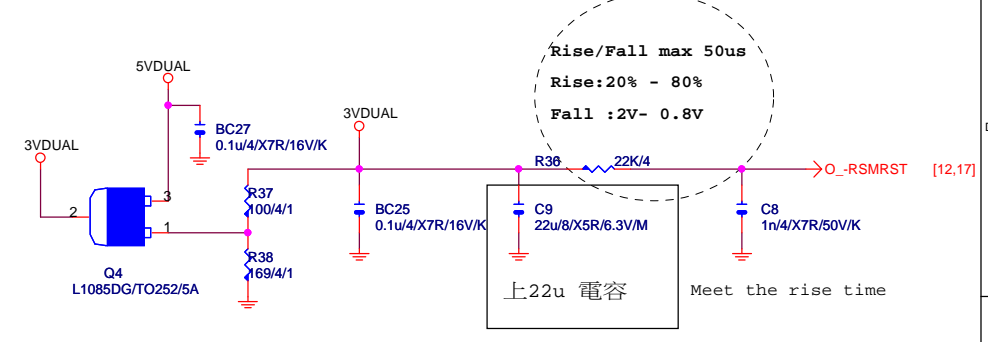 Rise/Fall max 50us
Rise:20% - 80%
Fall :2V- 0.8V
5VDUAL
BC27
0.1u/4/X7R/16V/K
3VDUAL
3VDUAL
R36
22K/4
O_-RSMRST [12,17]
3
2
1
R37
100/4/1
R38
169/4/1
BC25
0.1u/4/X7R/16V/K
C9
22u/8/X5R/6.3V/M
C8
1n/4/X7R/50V/K
Q4
L1085DG/TO252/5A
上22u 電容
Meet the rise time